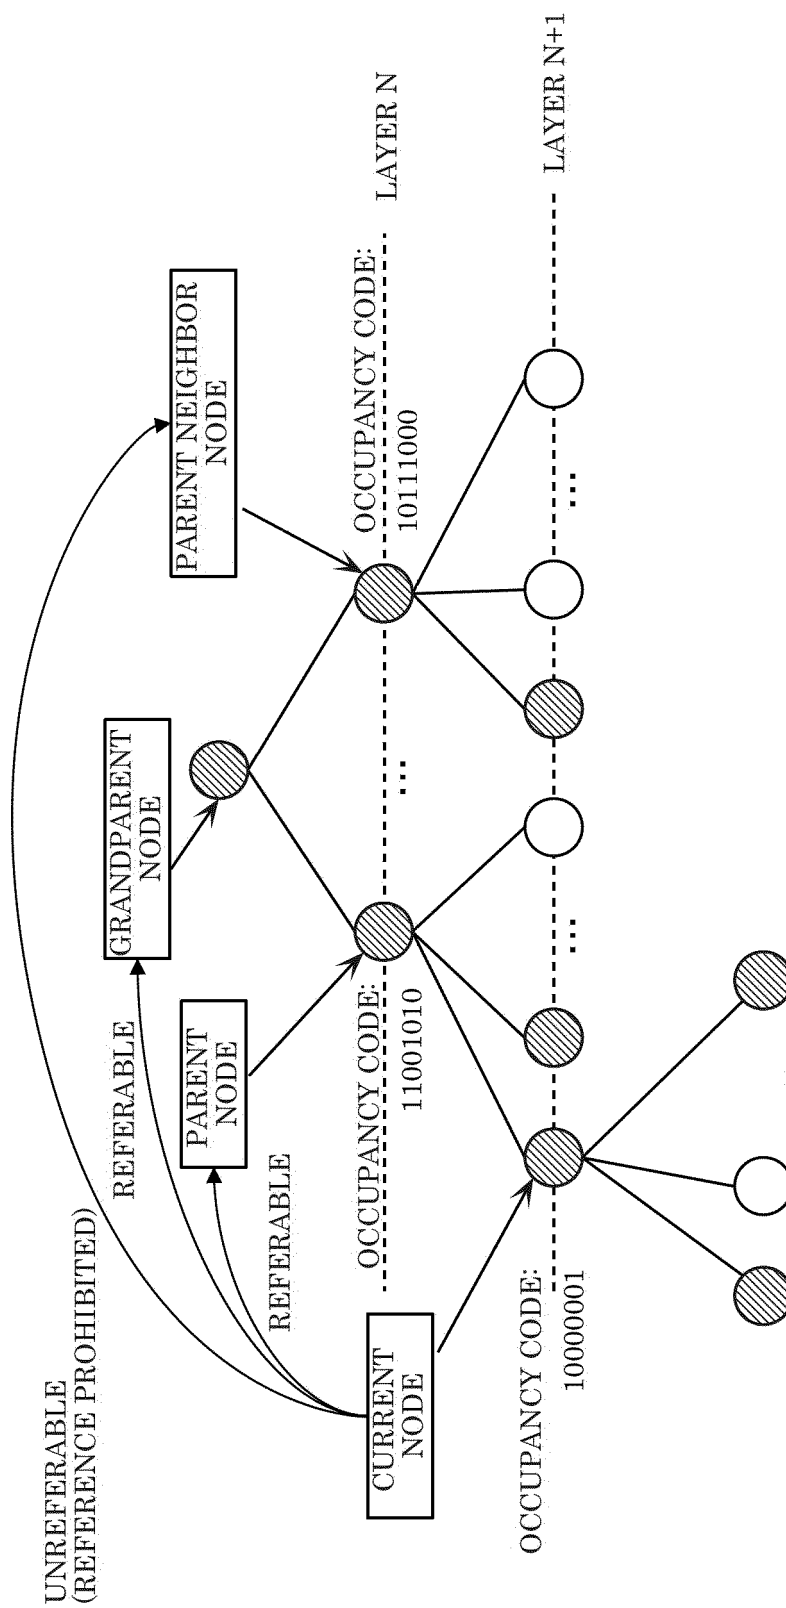 UNREFERABLE
(REFERENCE PROHIBITED)
REFERABLE
GRANDPARENT
NODE
PARENT NEIGHBOR
NODE
REFERABLE
PARENT
NODE
CURRENT
NODE
OCCUPANCY CODE:
11001010
...
OCCUPANCY CODE:
10111000
LAYER N
OCCUPANCY CODE:
10000001
...
...
LAYER N+1